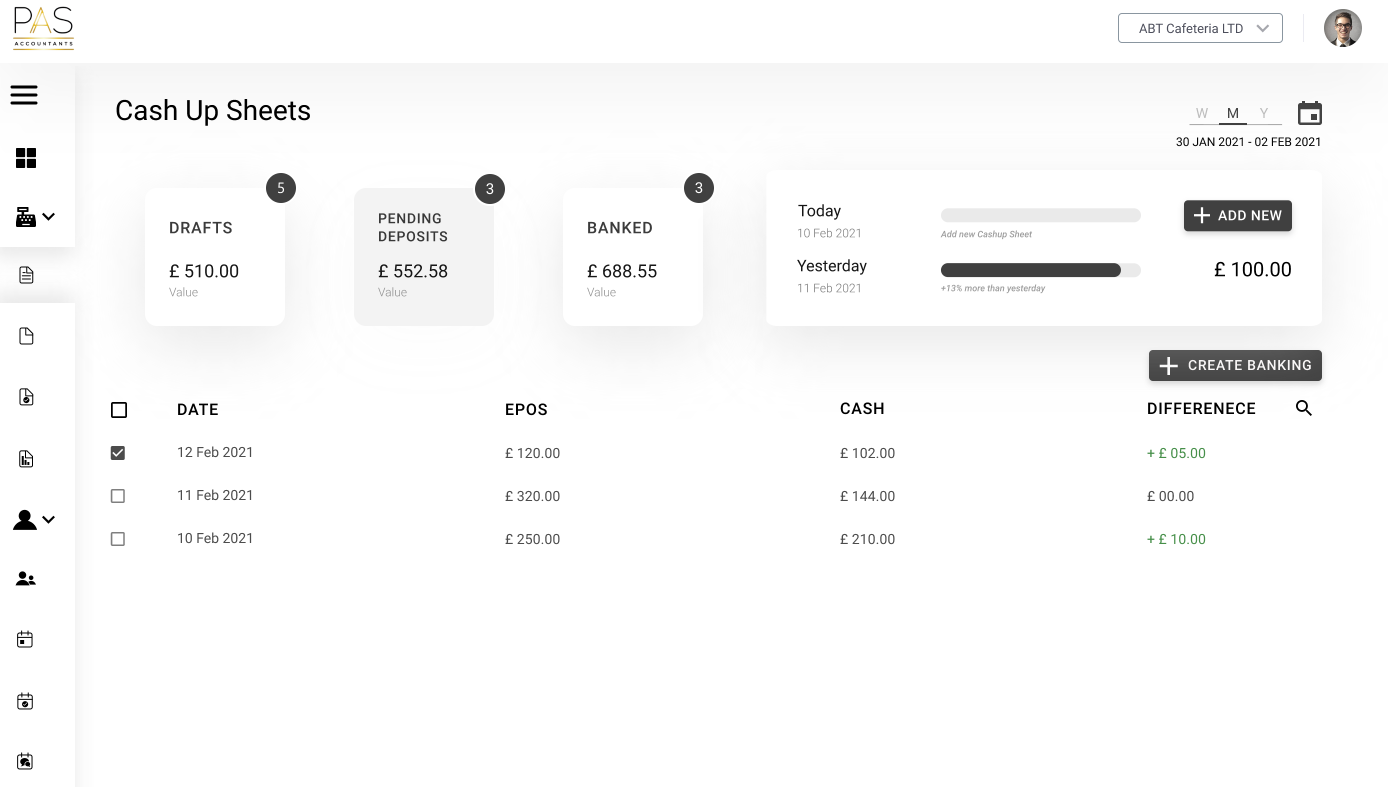 PAS
ACCOUNTANTS
ABT Cafeteria LTD
Cash Up Sheets
W M Y
30 JAN 2021 - 02 FEB 2021
5
DRAFTS
£ 510.00
Value
3
PENDING
DEPOSITS
£ 552.58
Value
3
BANKED
£ 688.55
Value
Today
10 Feb 2021
Add new Cashup Sheet
ADD NEW
Yesterday
11 Feb 2021
+13% more than yesterday
£ 100.00
CREATE BANKING
DATE EPOS CASH DIFFERENECE
12 Feb 2021 £ 120.00 £ 102.00 + £ 05.00
11 Feb 2021 £ 320.00 £ 144.00 £ 00.00
10 Feb 2021 £ 250.00 £ 210.00 + £ 10.00